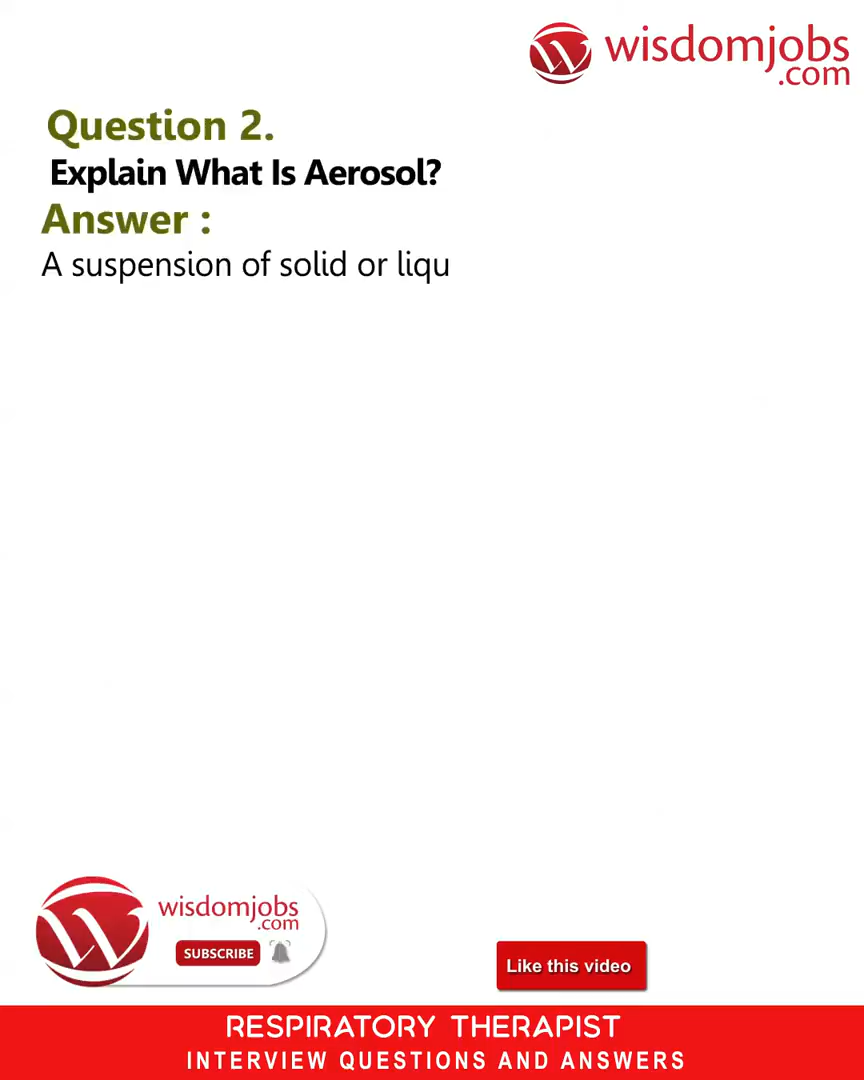 wisdomjobs
.com
Question 2.
Explain What Is Aerosol?
Answer :
A suspension of solid or liqu
wisdomjobs
.com
SUBSCRIBE
Like this video
RESPIRATORY THERAPIST
INTERVIEW QUESTIONS AND ANSWERS